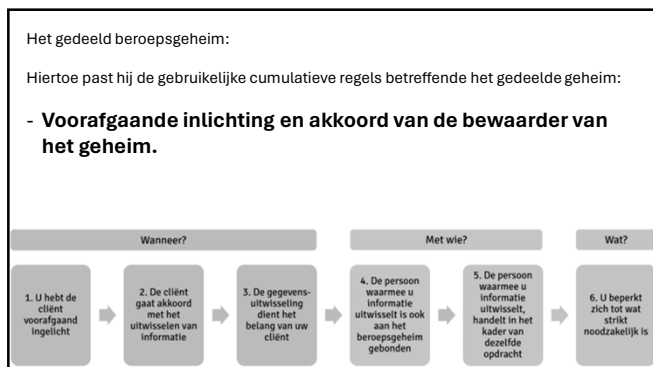 Het gedeeld beroepsgeheim:
Hiertoe past hij de gebruikelijke cumulatieve regels betreffende het gedeelde geheim:
- Voorafgaande inlichting en akkoord van de bewaarder van
het geheim.
Wanneer?
Met wie?
Wat?
1. U hebt de
cliënt
voorafgaand
ingelicht
2. De cliënt
gaat akkoord
met het
uitwisselen van
informatie
3. De gegevens-
uitwisseling
dient het
belang van uw
cliënt
4. De persoon
waarmee u
informatie
uitwisselt is ook
aan het
beroepsgeheim
gebonden
5. De persoon
waarmee u
informatie
uitwisselt,
handelt in het
kader van
dezelfde
opdracht
6. U beperkt
zich tot wat
strikt
noodzakelijk is